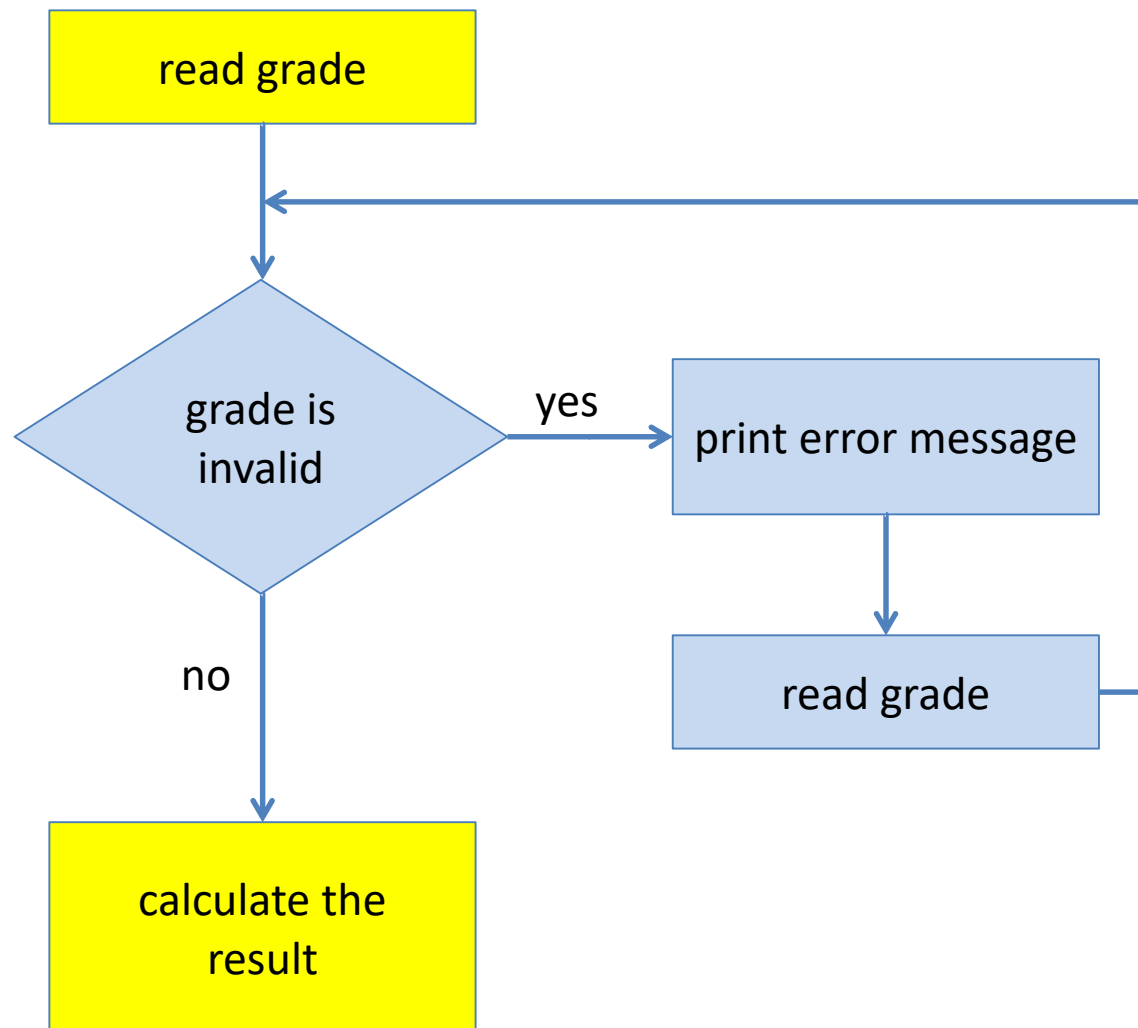 read grade
grade is
invalid
yes
print error message
read grade
no
calculate the
result